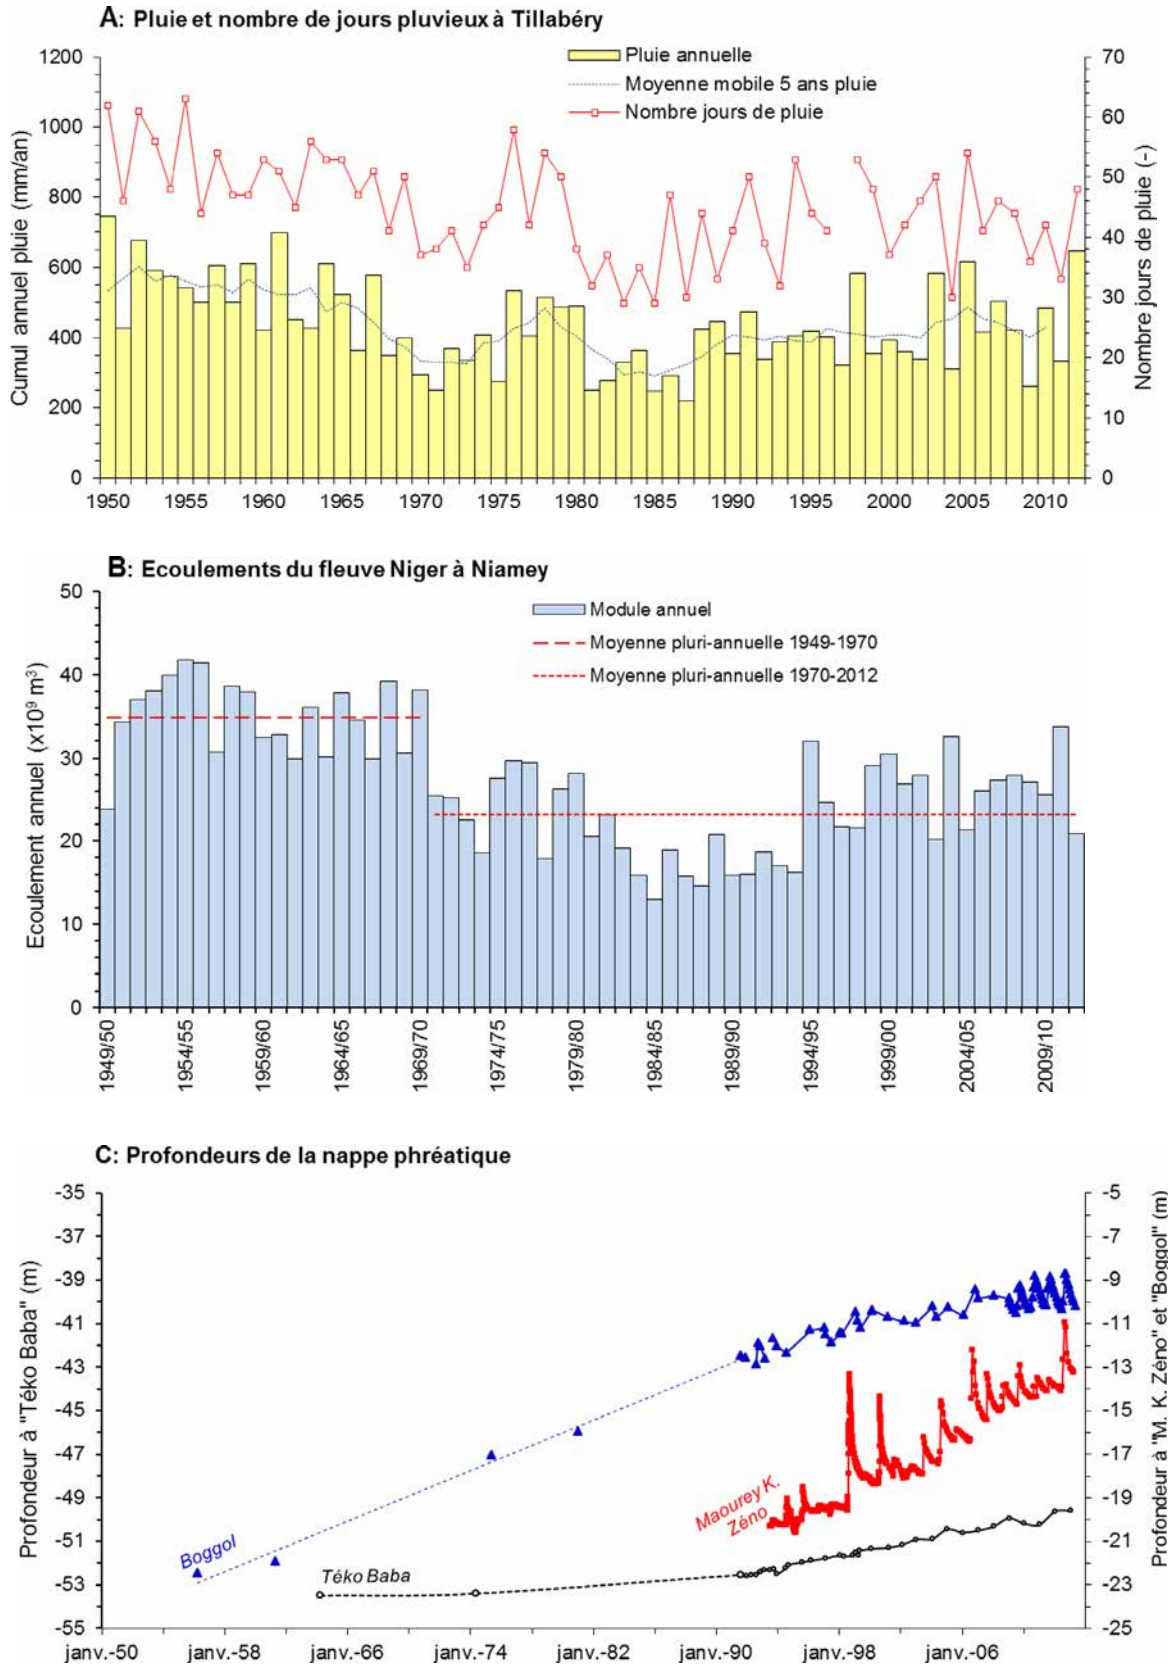 A: Pluie et nombre de jours pluvieux à Tillabéry
1200
1000
800
600
400
200
0
Cumul annuel pluie (mm/an)
Pluie annuelle
Moyenne mobile 5 ans pluie
Nombre jours de pluie
70
60
50
40
30
20
10
0
Nombre jours de pluie (-)
1950 1955 1960 1965 1970 1975 1980 1985 1990 1995 2000 2005 2010
B: Ecoulements du fleuve Niger à Niamey
50
40
30
20
10
0
Ecoulement annuel (x10⁹ m³)
Module annuel
Moyenne pluri-annuelle 1949-1970
Moyenne pluri-annuelle 1970-2012
1949/50
1954/55
1959/60
1964/65
1969/70
1974/75
1979/80
1984/85
1989/90
1994/95
1999/00
2004/05
2009/10
C: Profondeurs de la nappe phréatique
-35
-37
-39
-41
-43
-45
-47
-49
-51
-53
-55
Profondeur à "Téko Baba" (m)
Boggol
Téko Baba
Maourey K.
Zéno
-5
-7
-9
-11
-13
-15
-17
-19
-21
-23
-25
Profondeur à "M. K. Zéno" et "Boggol" (m)
janv.-50 janv.-58 janv.-66 janv.-74 janv.-82 janv.-90 janv.-98 janv.-06